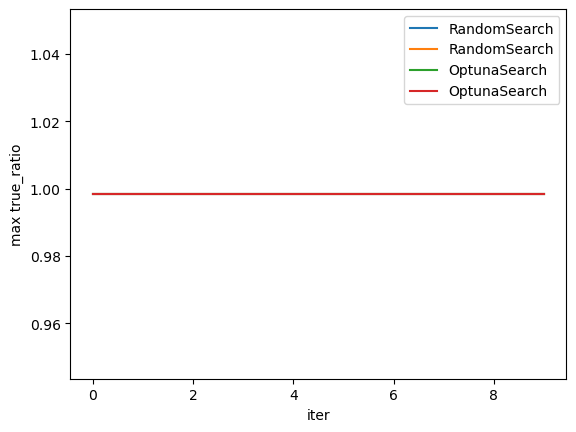 RandomSearch
RandomSearch
OptunaSearch
OptunaSearch
1.04
1.02
1.00
0.98
0.96
max true_ratio
0 2 4 6 8
iter